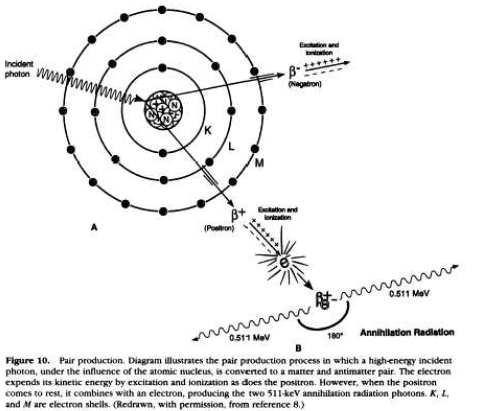 Incident
photon
Excitation and
ionization
+ + + + + +
β-
(Negatron)
N
+
N
N
N
K
L
M
A
β+
(Positron)
Excitation and
ionization
e
β+
0.511 MeV
0.511 MeV
180°
B
Annihilation Radiation
Figure 10. Pair production. Diagram illustrates the pair production process in which a high-energy incident
photon, under the influence of the atomic nucleus, is converted to a matter and antimatter pair. The electron
expends its kinetic energy by excitation and ionization as does the positron. However, when the positron
comes to rest, it combines with an electron, producing the two 511-keV annihilation radiation photons. K, L,
and M are electron shells. (Redrawn, with permission, from reference 8.)